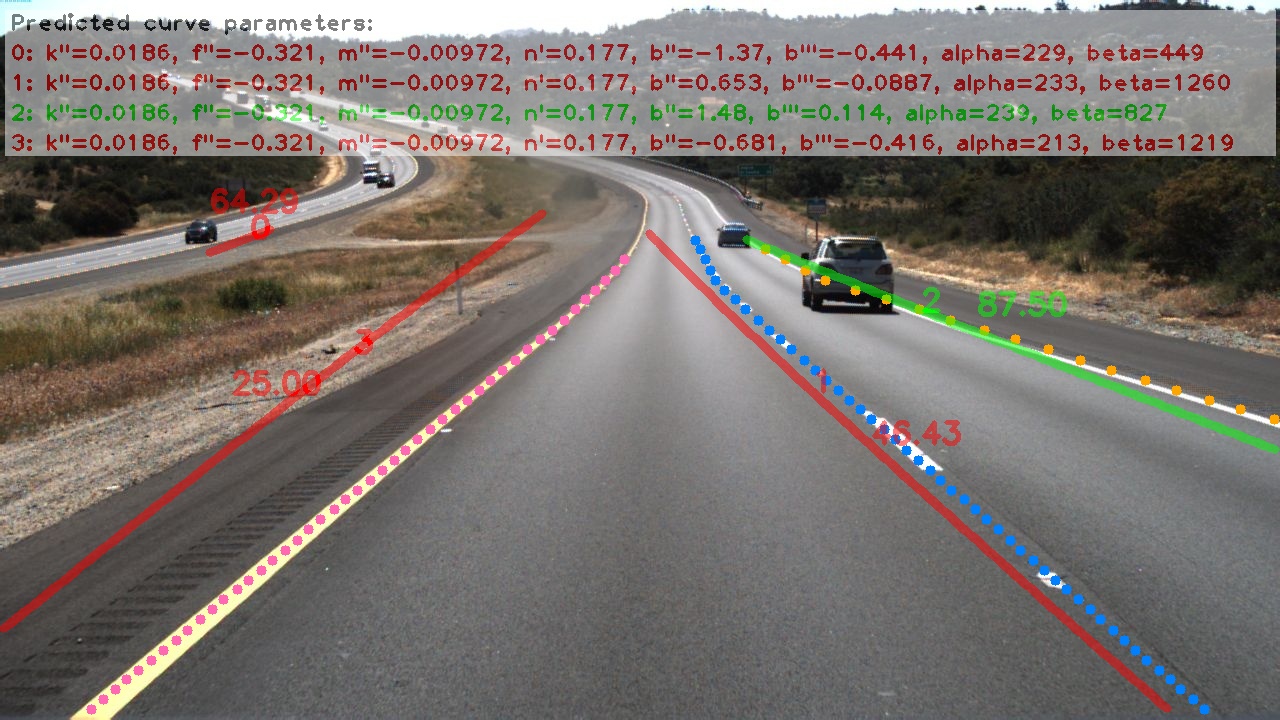 Predicted curve parameters:
0: k''=0.0186, f''=-0.321, m''=-0.00972, n'=0.177, b''=-1.37, b'''=-0.441, alpha=229, beta=449
1: k''=0.0186, f''=-0.321, m''=-0.00972, n'=0.177, b''=0.653, b'''=-0.0887, alpha=233, beta=1260
2: k''=0.0186, f''=-0.321, m''=-0.00972, n'=0.177, b''=1.48, b'''=0.114, alpha=239, beta=827
3: k''=0.0186, f''=-0.321, m''=-0.00972, n'=0.177, b''=-0.681, b'''=-0.416, alpha=213, beta=1219
64.29
0
2 87.50
3
25.00
1
46.43